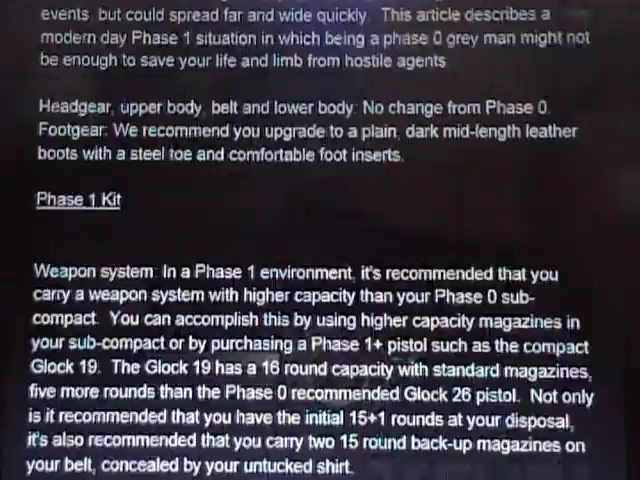 events, but could spread far and wide quickly. This article describes a
modern day Phase 1 situation in which being a phase 0 grey man might not
be enough to save your life and limb from hostile agents
Headgear, upper body, belt and lower body: No change from Phase 0.
Footgear: We recommend you upgrade to a plain, dark mid-length leather
boots with a steel toe and comfortable foot inserts.
Phase 1 Kit
Weapon system: In a Phase 1 environment, it's recommended that you
carry a weapon system with higher capacity than your Phase 0 sub-
compact. You can accomplish this by using higher capacity magazines in
your sub-compact or by purchasing a Phase 1+ pistol such as the compact
Glock 19. The Glock 19 has a 16 round capacity with standard magazines,
five more rounds than the Phase 0 recommended Glock 26 pistol. Not only
is it recommended that you have the initial 15+1 rounds at your disposal,
it's also recommended that you carry two 15 round back-up magazines on
your belt, concealed by your untucked shirt.